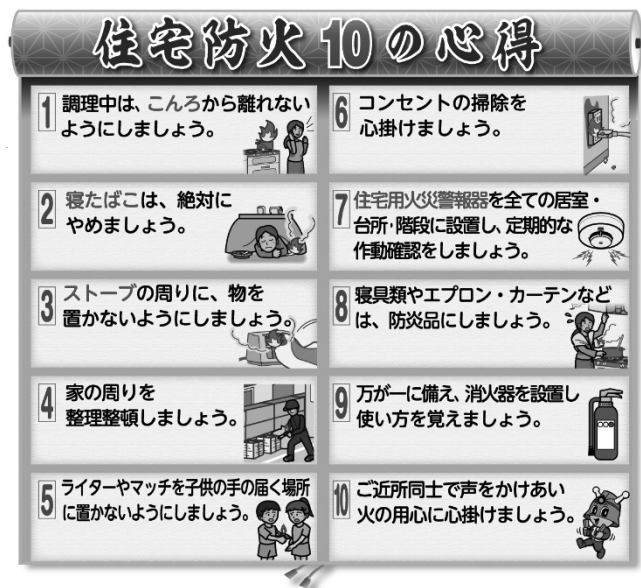 住宅防火10の心得
1 調理中は、こんろから離れない
ようにしましょう。
2 寝たばこは、絶対に
やめましょう。
3 ストーブの周りに、物を
置かないようにしましょう。
4 家の周りを
整理整頓しましょう。
5 ライターやマッチを子供の手の届く場所
に置かないようにしましょう。
6 コンセントの掃除を
心掛けましょう。
7 住宅用火災警報器を全ての居室・
台所・階段に設置し、定期的な
作動確認をしましょう。
8 寝具類やエプロン・カーテンなど
は、防炎品にしましょう。
9 万が一に備え、消火器を設置し
使い方を覚えましょう。
10 ご近所同士で声をかけあい
火の用心に心掛けましょう。